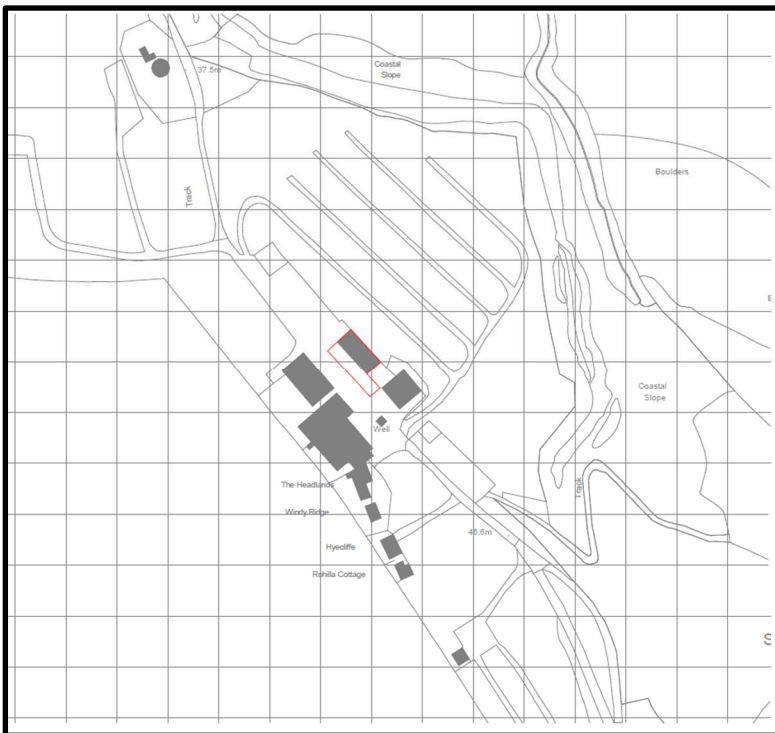 37.5m
Coastal
Slope
Boulders
Track
Coastal
Slope
Well
The Headlands
Track
Windy Ridge
46.6m
Hyecliffe
Rohilla Cottage
S